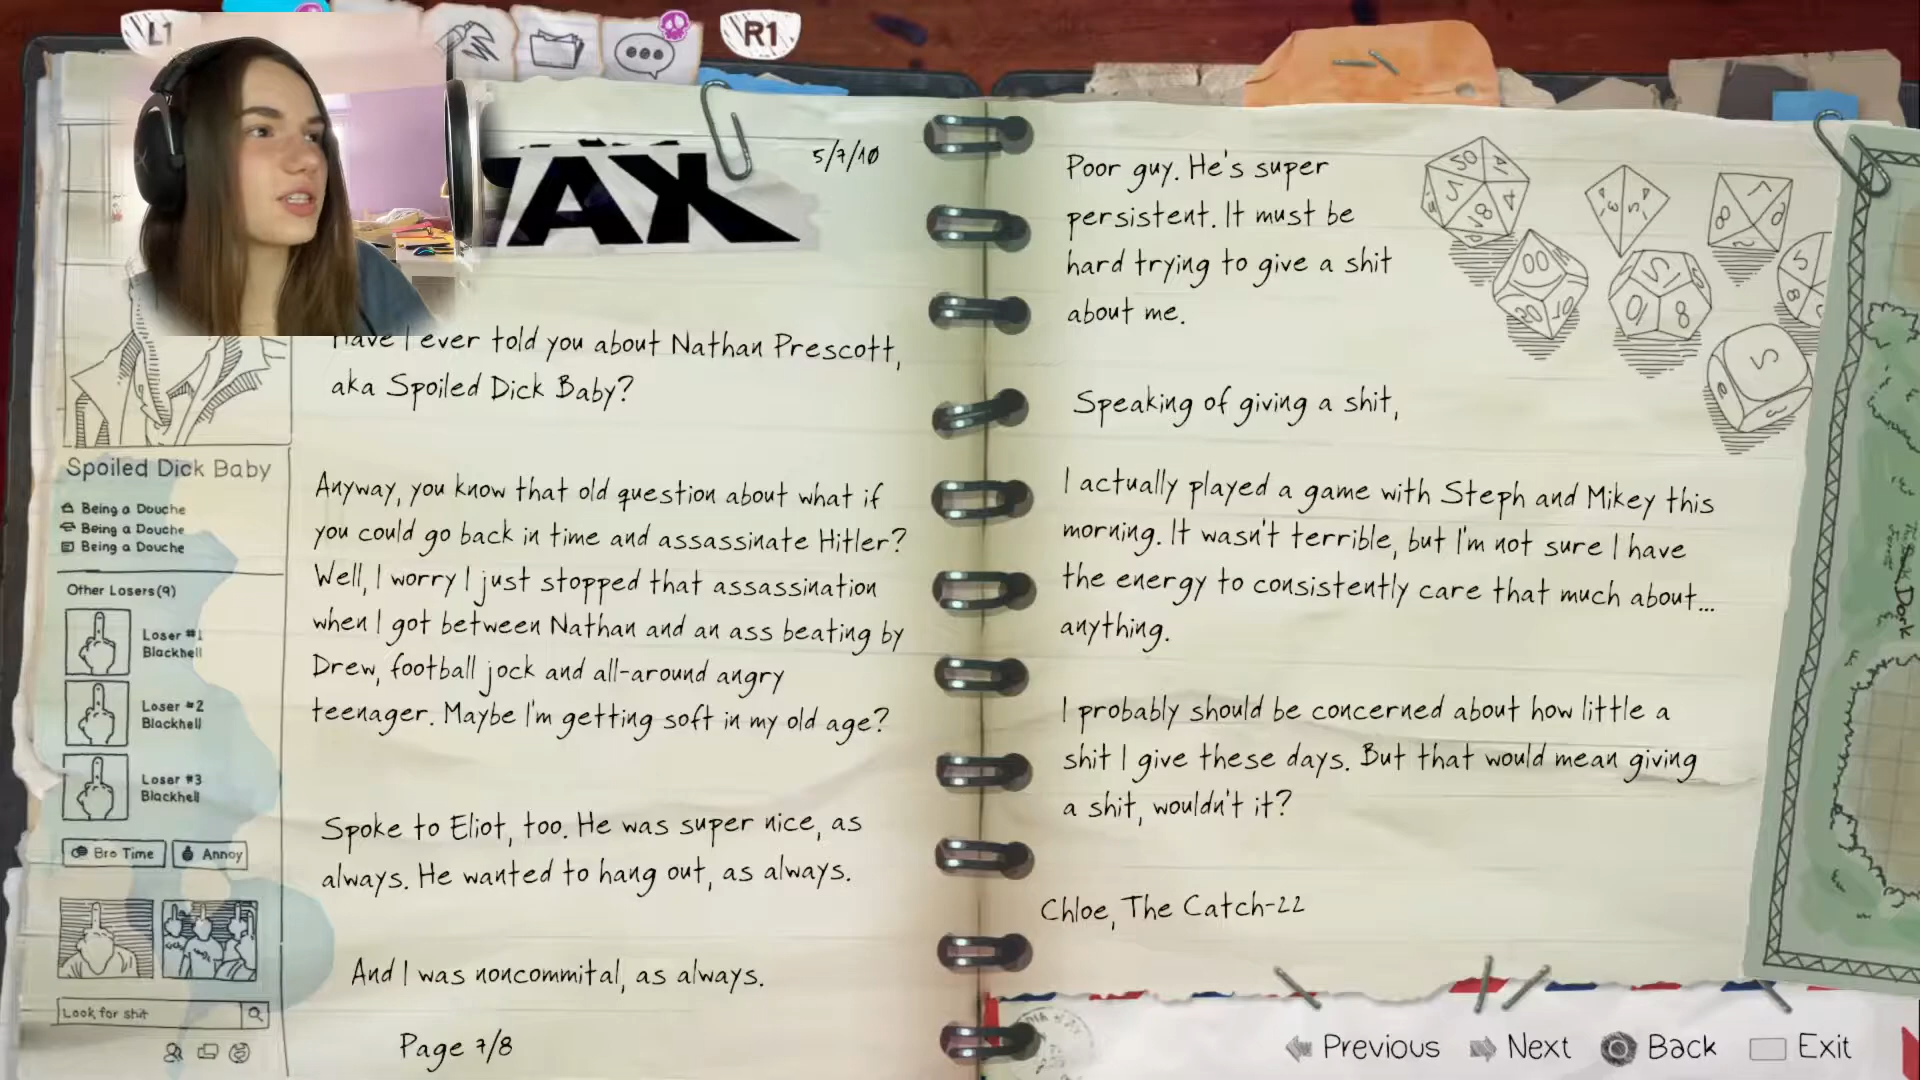 L1
R1
AX
5/7/10
Have I ever told you about Nathan Prescott,
aka Spoiled Dick Baby?
Anyway, you know that old question about what if
you could go back in time and assassinate Hitler?
Well, I worry I just stopped that assassination
when I got between Nathan and an ass beating by
Drew, football jock and all-around angry
teenager. Maybe I'm getting soft in my old age?
Spoke to Eliot, too. He was super nice, as
always. He wanted to hang out, as always.
And I was noncommital, as always.
Page 7/8
Spoiled Dick Baby
Being a Douche
Being a Douche
Being a Douche
Other Losers(9)
Loser #1
Blackhell
Loser #2
Blackhell
Loser #3
Blackhell
Bro Time
Annoy
Look for shit
Poor guy. He's super
persistent. It must be
hard trying to give a shit
about me.
Speaking of giving a shit,
I actually played a game with Steph and Mikey this
morning. It wasn't terrible, but I'm not sure I have
the energy to consistently care that much about...
anything.
I probably should be concerned about how little a
shit I give these days. But that would mean giving
a shit, wouldn't it?
Chloe, The Catch-22
Previous
Next
Back
Exit